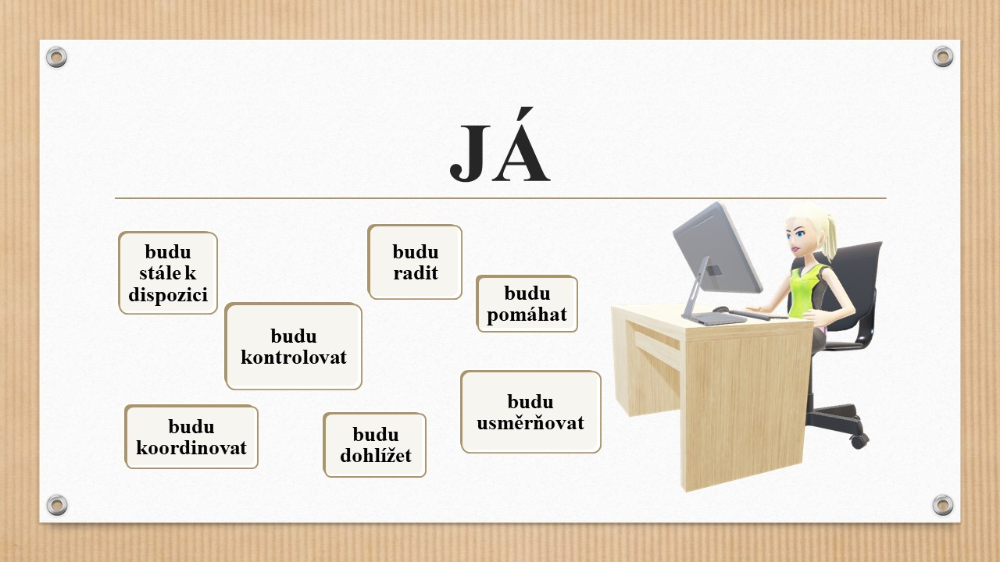 JÁ
budu
stále k
dispozici
budu
radit
budu
pomáhat
budu
kontrolovat
budu
usměrňovat
budu
koordinovat
budu
dohlížet